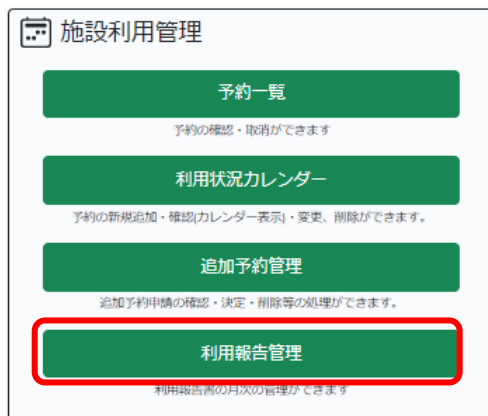 施設利用管理
予約一覧
予約の確認・取消ができます
利用状況カレンダー
予約の新規追加・確認(カレンダー表示)・変更、削除ができます。
追加予約管理
追加予約申請の確認・決定・削除等の処理ができます。
利用報告管理
利用報告書の月次の管理ができます